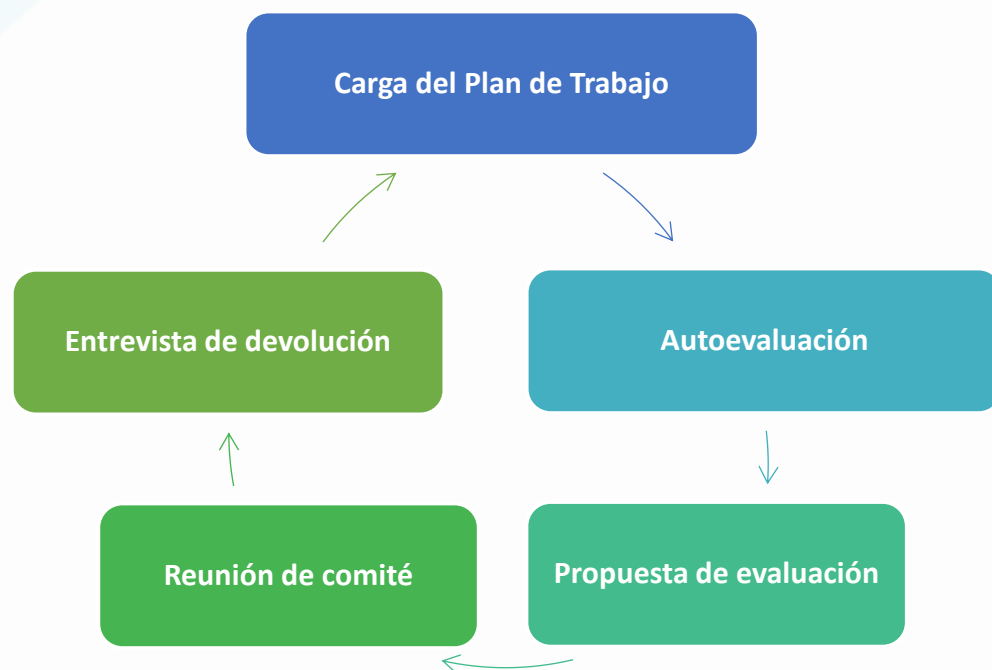 Carga del Plan de Trabajo
Entrevista de devolución
Autoevaluación
Reunión de comité
Propuesta de evaluación